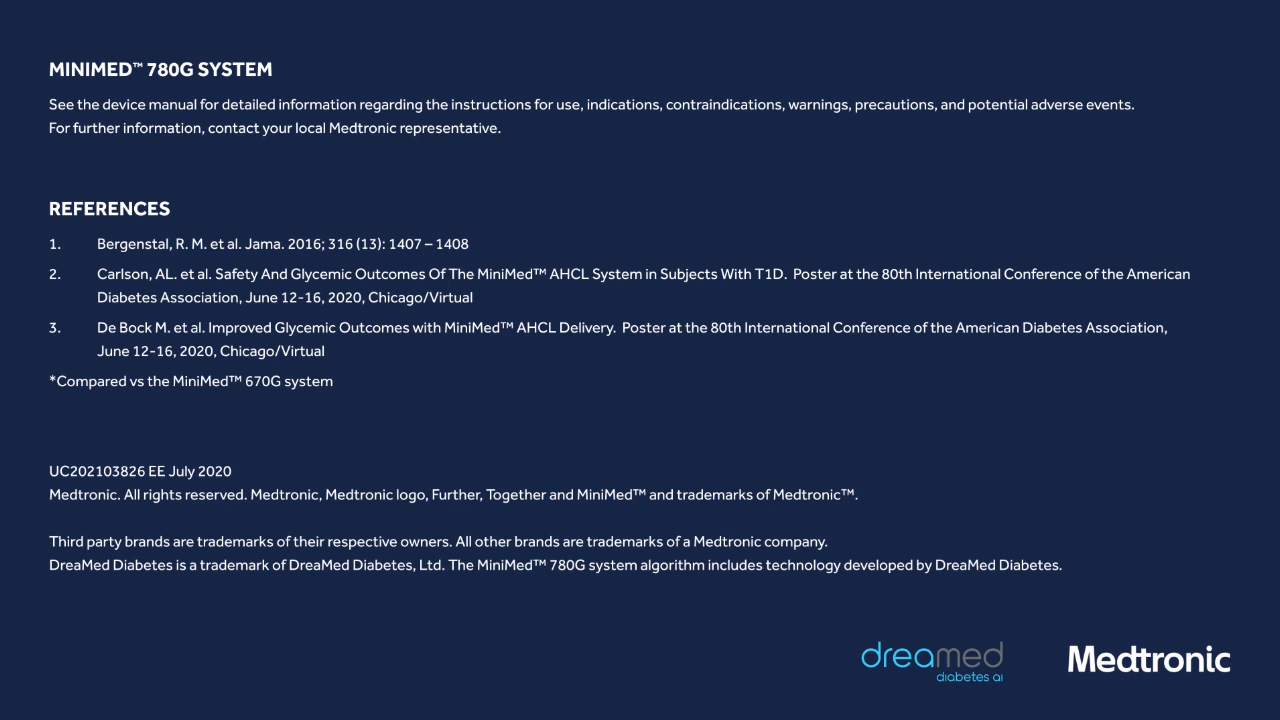 MINIMED™ 780G SYSTEM
See the device manual for detailed information regarding the instructions for use, indications, contraindications, warnings, precautions, and potential adverse events.
For further information, contact your local Medtronic representative.
REFERENCES
1. Bergenstal, R. M. et al. Jama. 2016; 316 (13): 1407 – 1408
2. Carlson, AL. et al. Safety And Glycemic Outcomes Of The MiniMed™ AHCL System in Subjects With T1D. Poster at the 80th International Conference of the American
Diabetes Association, June 12-16, 2020, Chicago/Virtual
3. De Bock M. et al. Improved Glycemic Outcomes with MiniMed™ AHCL Delivery. Poster at the 80th International Conference of the American Diabetes Association,
June 12-16, 2020, Chicago/Virtual
*Compared vs the MiniMed™ 670G system
UC202103826 EE July 2020
Medtronic. All rights reserved. Medtronic, Medtronic logo, Further, Together and MiniMed™ and trademarks of Medtronic™.
Third party brands are trademarks of their respective owners. All other brands are trademarks of a Medtronic company.
DreaMed Diabetes is a trademark of DreaMed Diabetes, Ltd. The MiniMed™ 780G system algorithm includes technology developed by DreaMed Diabetes.
dreamed
diabetes ai
Medtronic